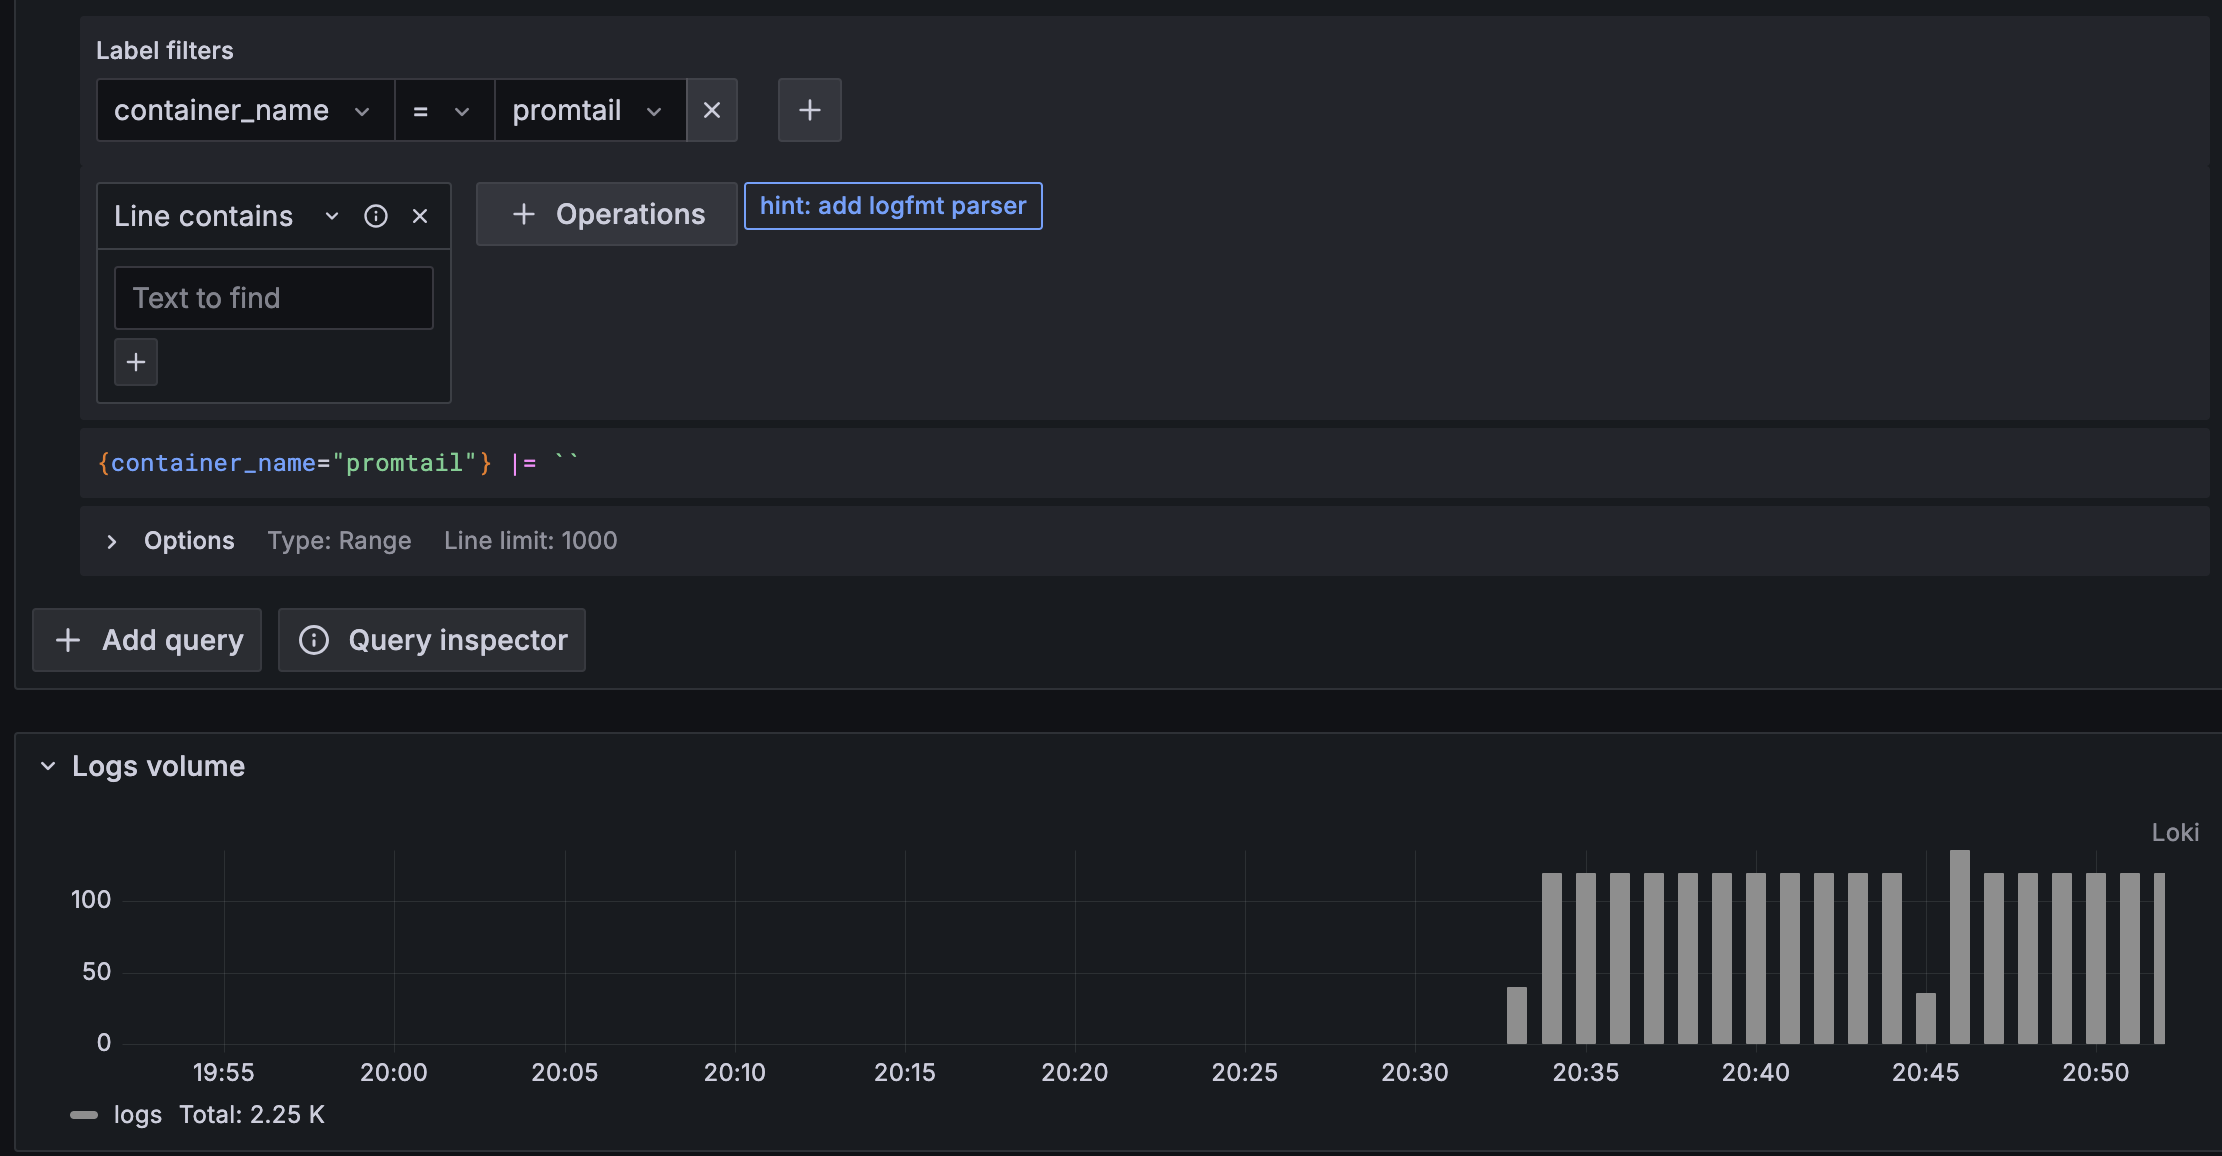 Label filters
container_name = promtail
Line contains
+ Operations
hint: add logfmt parser
Text to find
+
{container_name="promtail"} |= ``
Options Type: Range Line limit: 1000
+ Add query
Query inspector
Logs volume
Loki
100
50
0
19:55 20:00 20:05 20:10 20:15 20:20 20:25 20:30 20:35 20:40 20:45 20:50
logs Total: 2.25 K